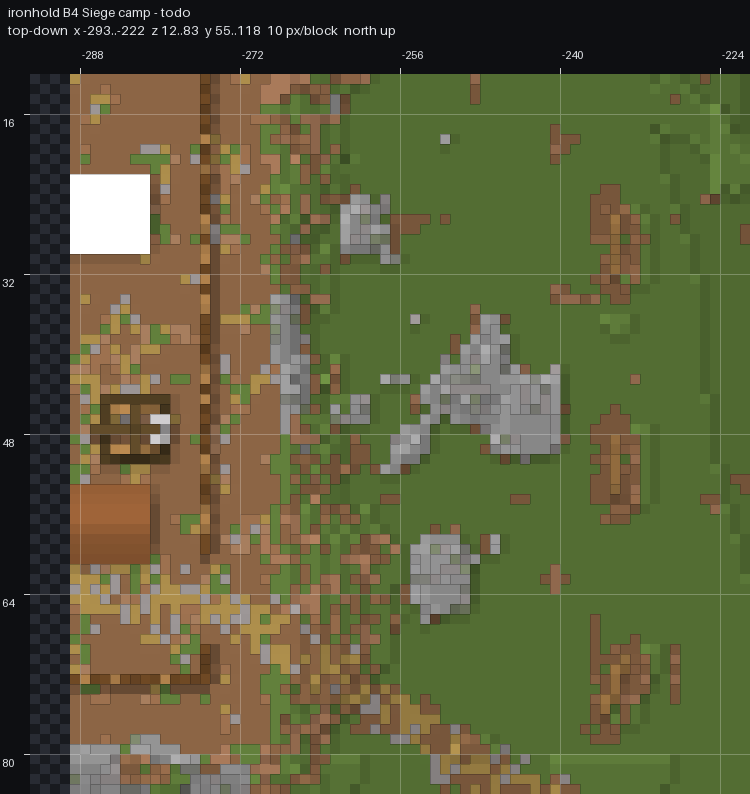 ironhold B4 Siege camp - todo
top-down x -293..-222 z 12..83 y 55..118 10 px/block north up
-288 -272 -256 -240 -224
16
32
48
64
80